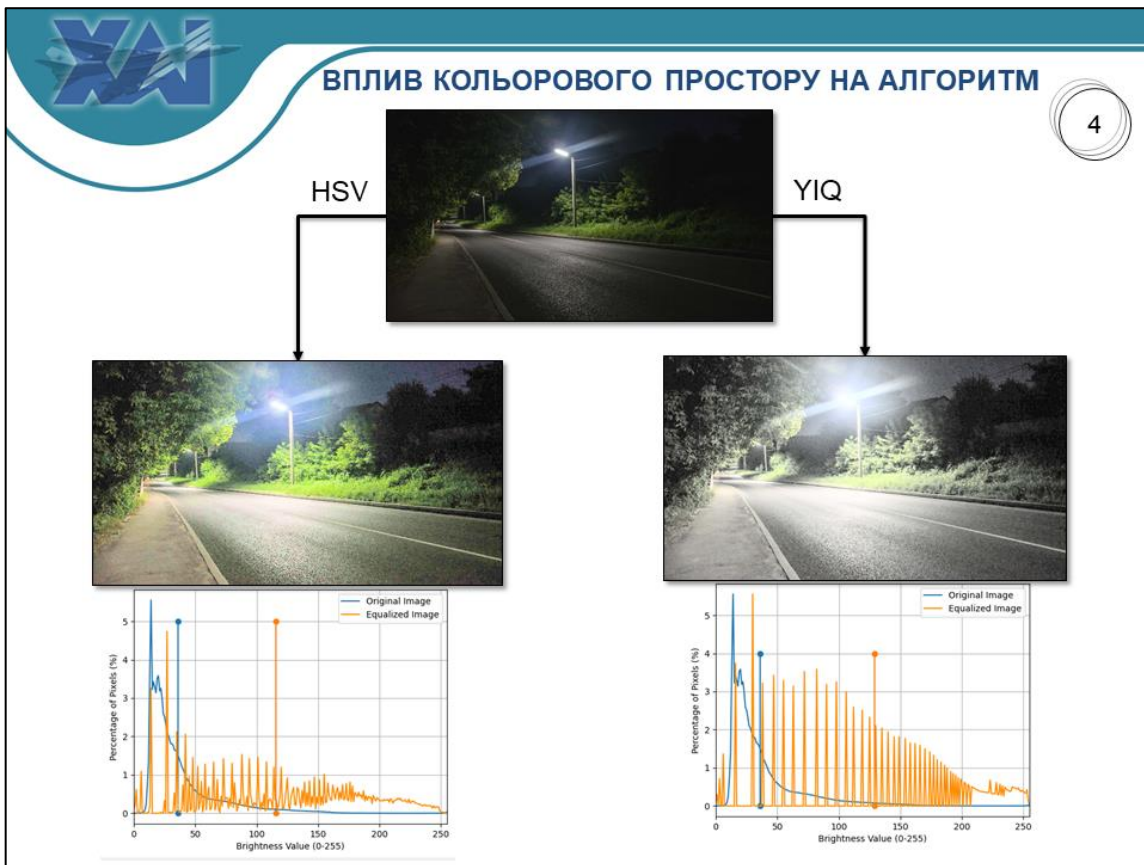 ХАІ
ВПЛИВ КОЛЬОРОВОГО ПРОСТОРУ НА АЛГОРИТМ
4
HSV
YIQ
Original Image
Equalized Image
Percentage of Pixels (%)
5
4
3
2
1
0
0 50 100 150 200 250
Brightness Value (0-255)
Original Image
Equalized Image
Percentage of Pixels (%)
5
4
3
2
1
0
0 50 100 150 200 250
Brightness Value (0-255)